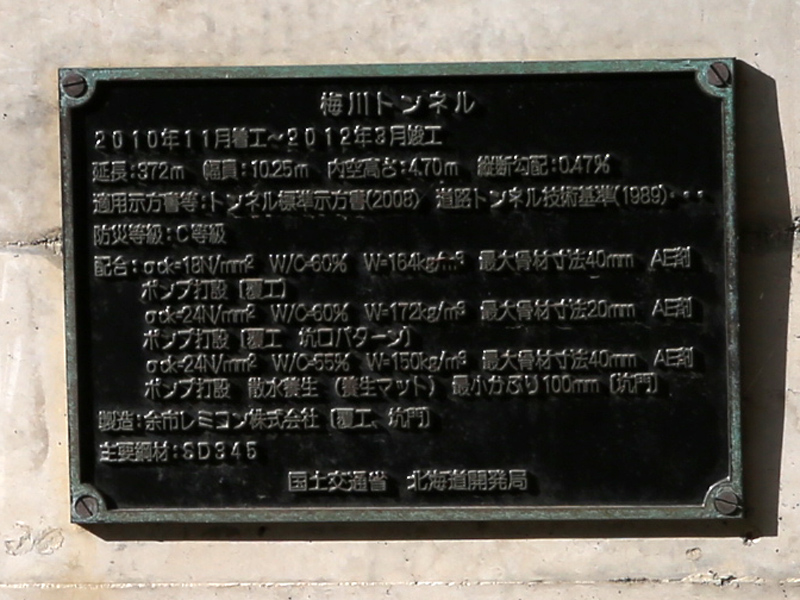 梅川トンネル
2010年11月着工~2012年3月竣工
延長:372m 幅員:10.25m 内空高さ:4.70m 縦断勾配:0.47%
適用示方書等:トンネル標準示方書(2006) 道路トンネル技術基準(1989)・・・
防災等級:C等級
配合:σck=18N/mm² W/C=60% W=164kg/m³ 最大骨材寸法40mm AE剤
ポンプ打設 〔覆工〕
σck=24N/mm² W/C=60% W=172kg/m³ 最大骨材寸法20mm AE剤
ポンプ打設 〔覆工 坑口パターン〕
σck=24N/mm² W/C=55% W=150kg/m³ 最大骨材寸法40mm AE剤
ポンプ打設 散水養生 (養生マット) 最小かぶり100mm 〔坑門〕
製造:余市レミコン株式会社 〔覆工、坑門〕
主要鋼材:SD345
国土交通省 北海道開発局